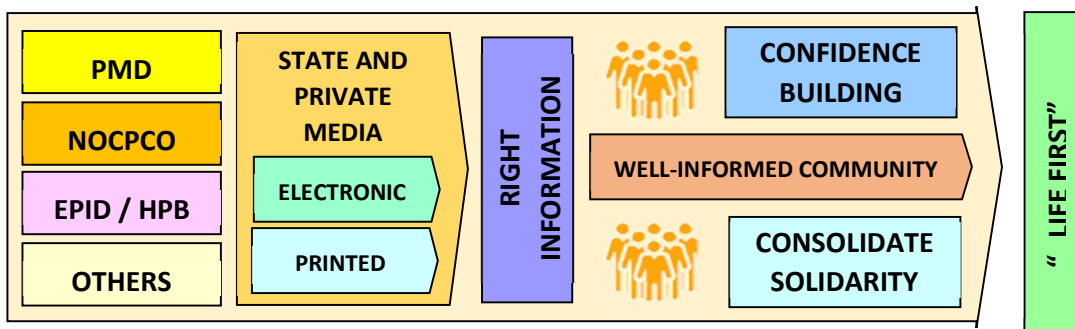 PMD
NOCPCO
EPID / HPB
OTHERS
STATE AND
PRIVATE
MEDIA
ELECTRONIC
PRINTED
RIGHT
INFORMATION
CONFIDENCE
BUILDING
WELL-INFORMED COMMUNITY
CONSOLIDATE
SOLIDARITY
“ LIFE FIRST”